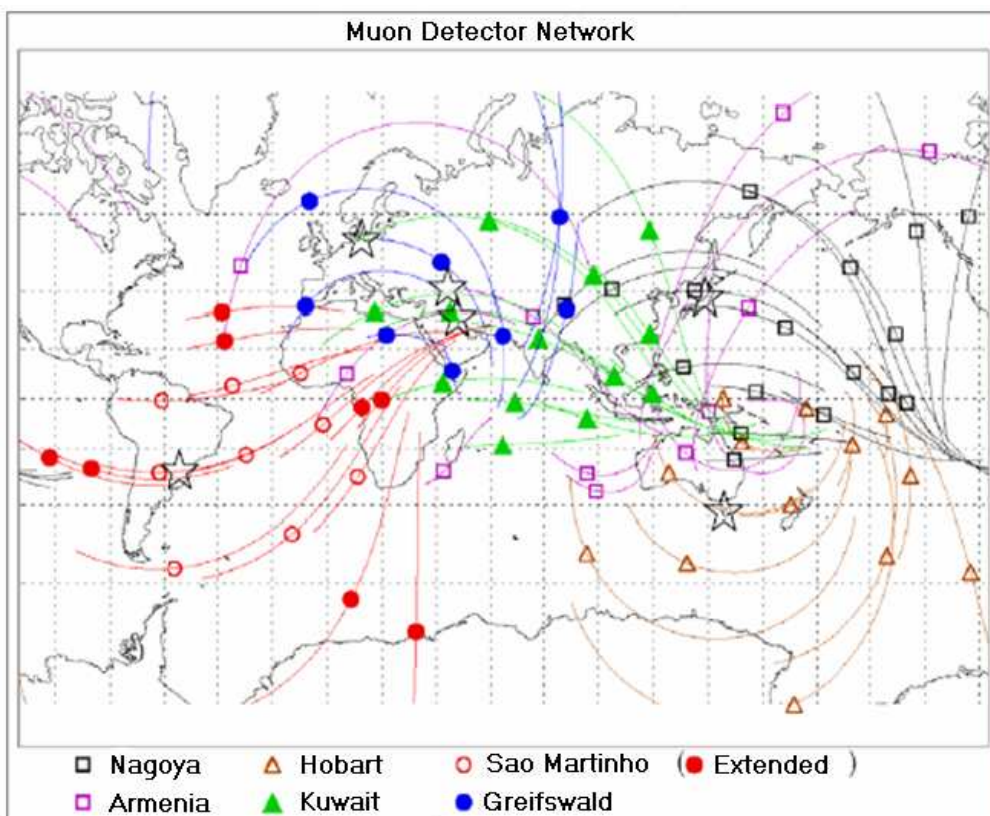 Muon Detector Network
Nagoya Hobart Sao Martinho ( Extended )
Armenia Kuwait Greifswald